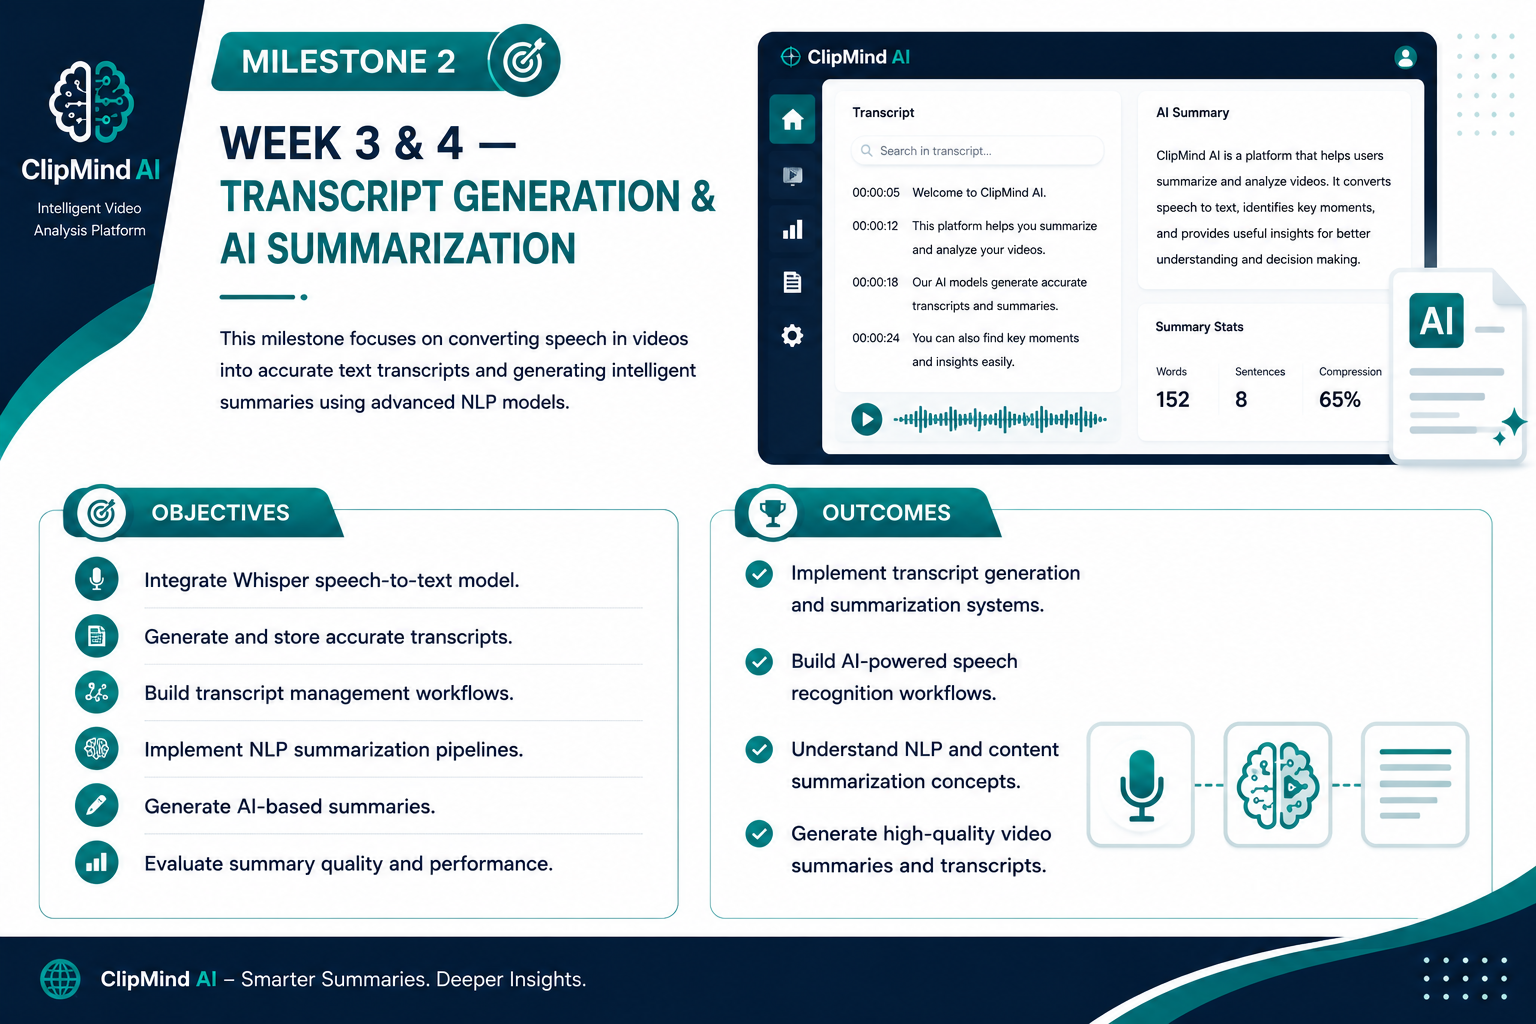 ClipMind AI
Intelligent Video
Analysis Platform
MILESTONE 2
WEEK 3 & 4 —
TRANSCRIPT GENERATION &
AI SUMMARIZATION
This milestone focuses on converting speech in videos
into accurate text transcripts and generating intelligent
summaries using advanced NLP models.
ClipMind AI
Transcript
Search in transcript...
00:00:05 Welcome to ClipMind AI.
00:00:12 This platform helps you summarize
and analyze your videos.
00:00:18 Our AI models generate accurate
transcripts and summaries.
00:00:24 You can also find key moments
and insights easily.
AI Summary
ClipMind AI is a platform that helps users
summarize and analyze videos. It converts
speech to text, identifies key moments,
and provides useful insights for better
understanding and decision making.
Summary Stats
Words Sentences Compression
152 8 65%
AI
OBJECTIVES
Integrate Whisper speech-to-text model.
Generate and store accurate transcripts.
Build transcript management workflows.
Implement NLP summarization pipelines.
Generate AI-based summaries.
Evaluate summary quality and performance.
OUTCOMES
Implement transcript generation
and summarization systems.
Build AI-powered speech
recognition workflows.
Understand NLP and content
summarization concepts.
Generate high-quality video
summaries and transcripts.
ClipMind AI – Smarter Summaries. Deeper Insights.